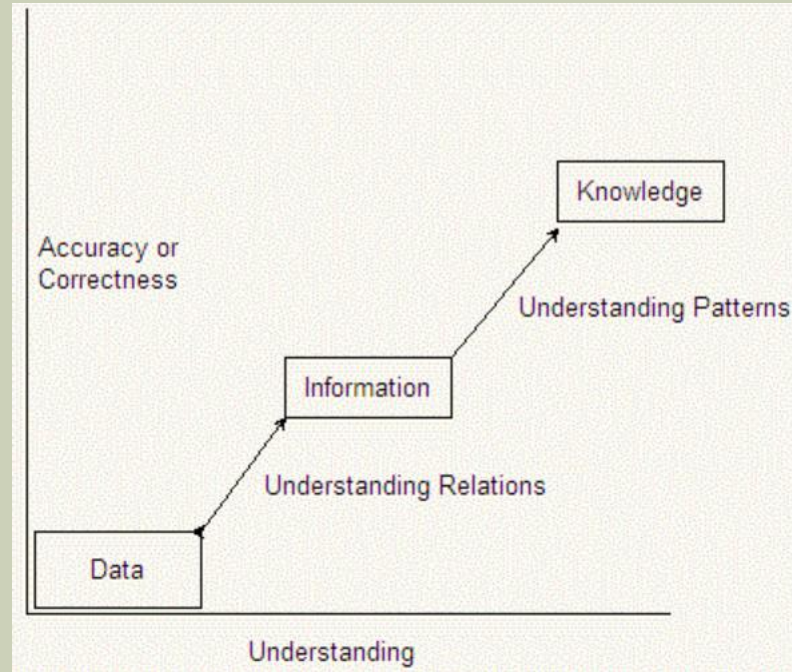 Knowledge
Accuracy or
Correctness
Understanding Patterns
Information
Understanding Relations
Data
Understanding